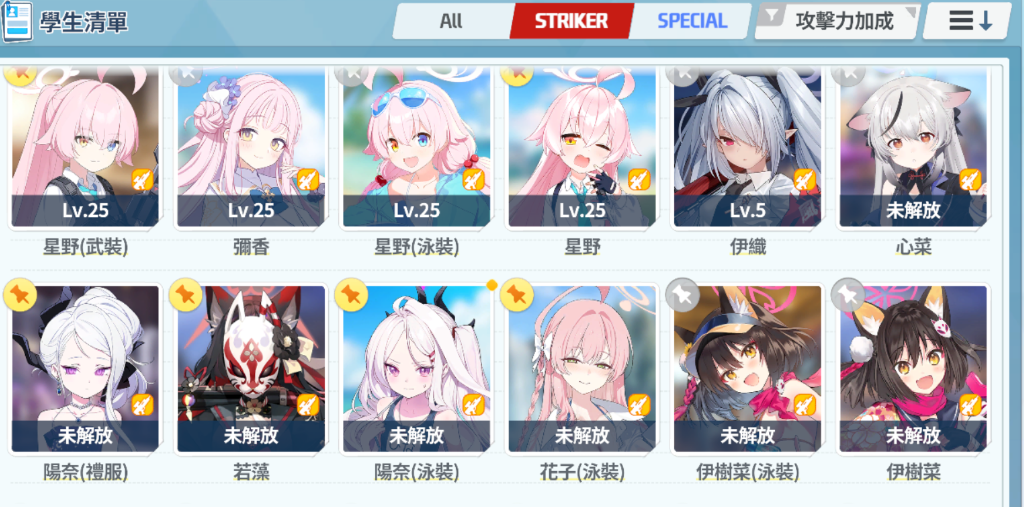 學生清單
All STRIKER SPECIAL 攻擊力加成
Lv.25 Lv.25 Lv.25 Lv.25 Lv.5 未解放
星野(武裝) 彌香 星野(泳裝) 星野 伊織 心菜
未解放 未解放 未解放 未解放 未解放 未解放
陽奈(禮服) 若藻 陽奈(泳裝) 花子(泳裝) 伊樹菜(泳裝) 伊樹菜